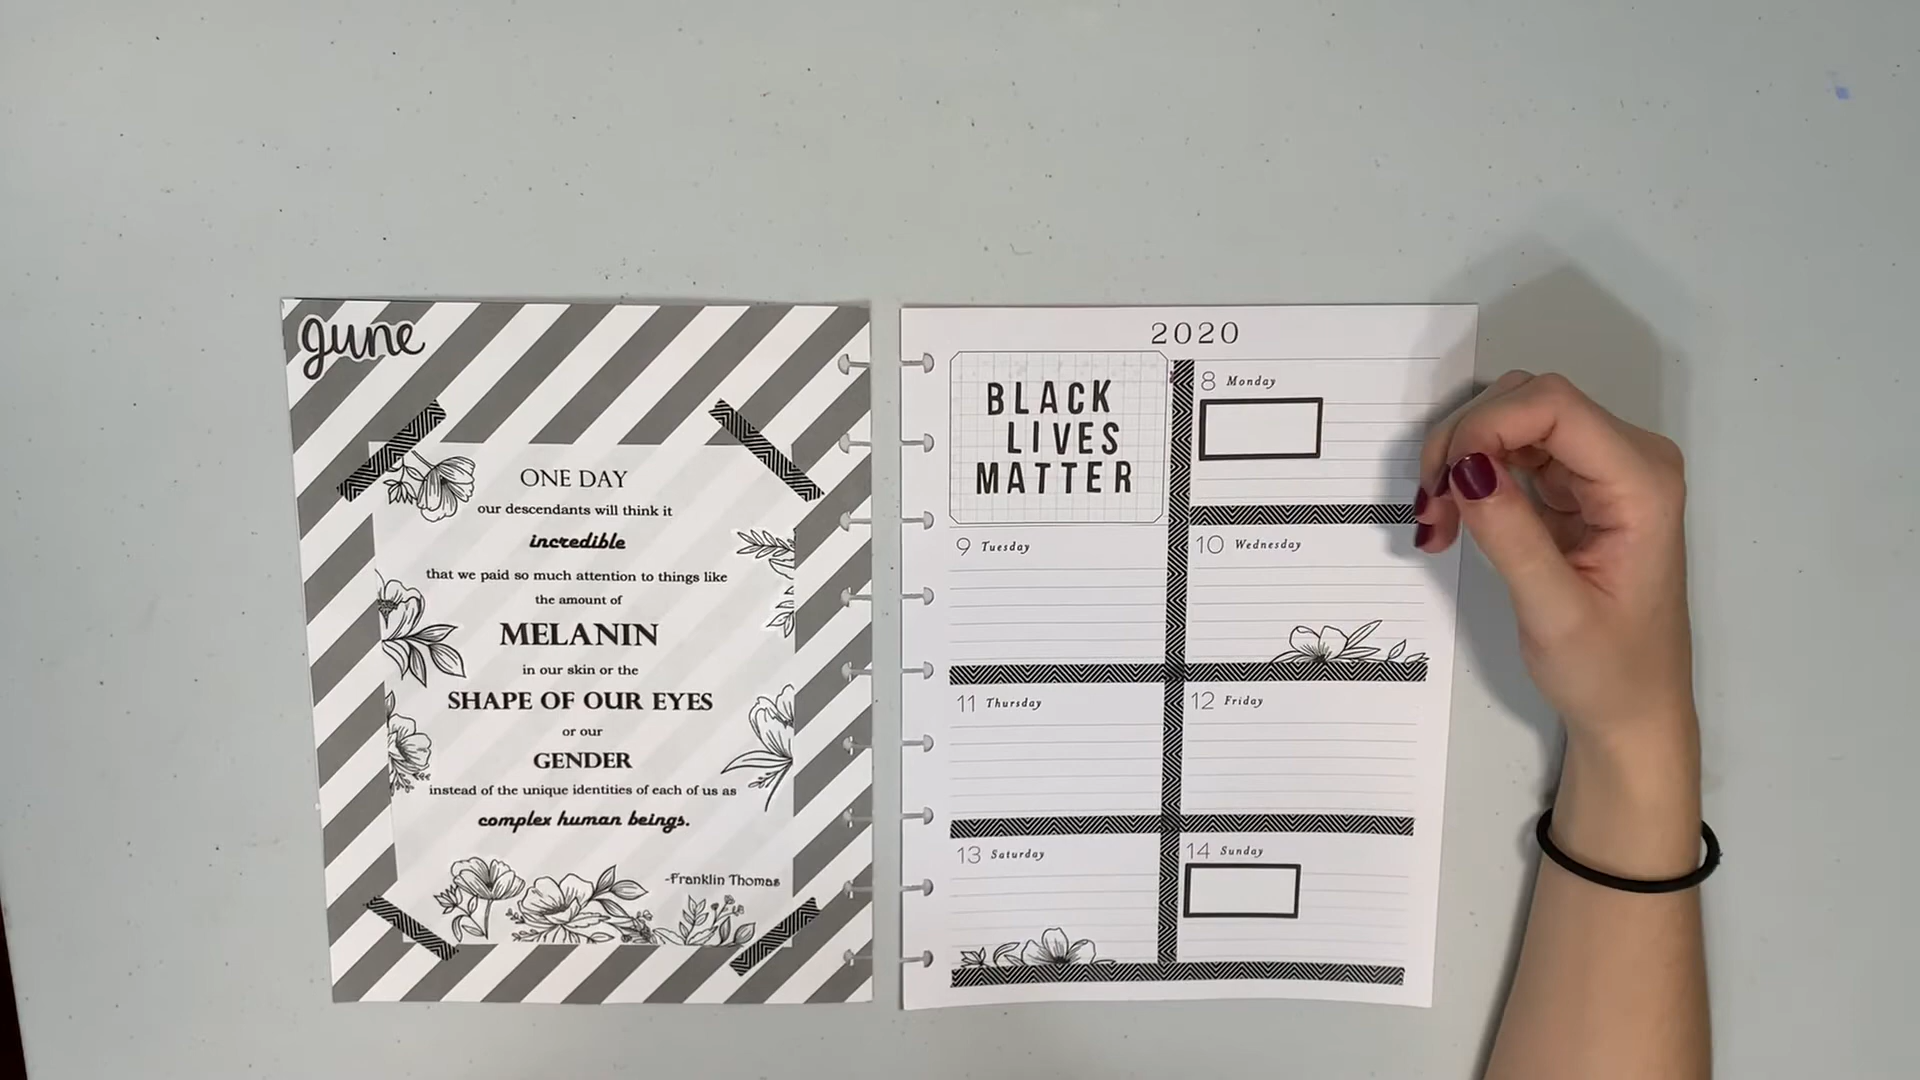 june
ONE DAY
our descendants will think it
incredible
that we paid so much attention to things like
the amount of
MELANIN
in our skin or the
SHAPE OF OUR EYES
or our
GENDER
instead of the unique identities of each of us as
complex human beings.
-Franklin Thomas
2020
BLACK
LIVES
MATTER
8 Monday
9 Tuesday
10 Wednesday
11 Thursday
12 Friday
13 Saturday
14 Sunday